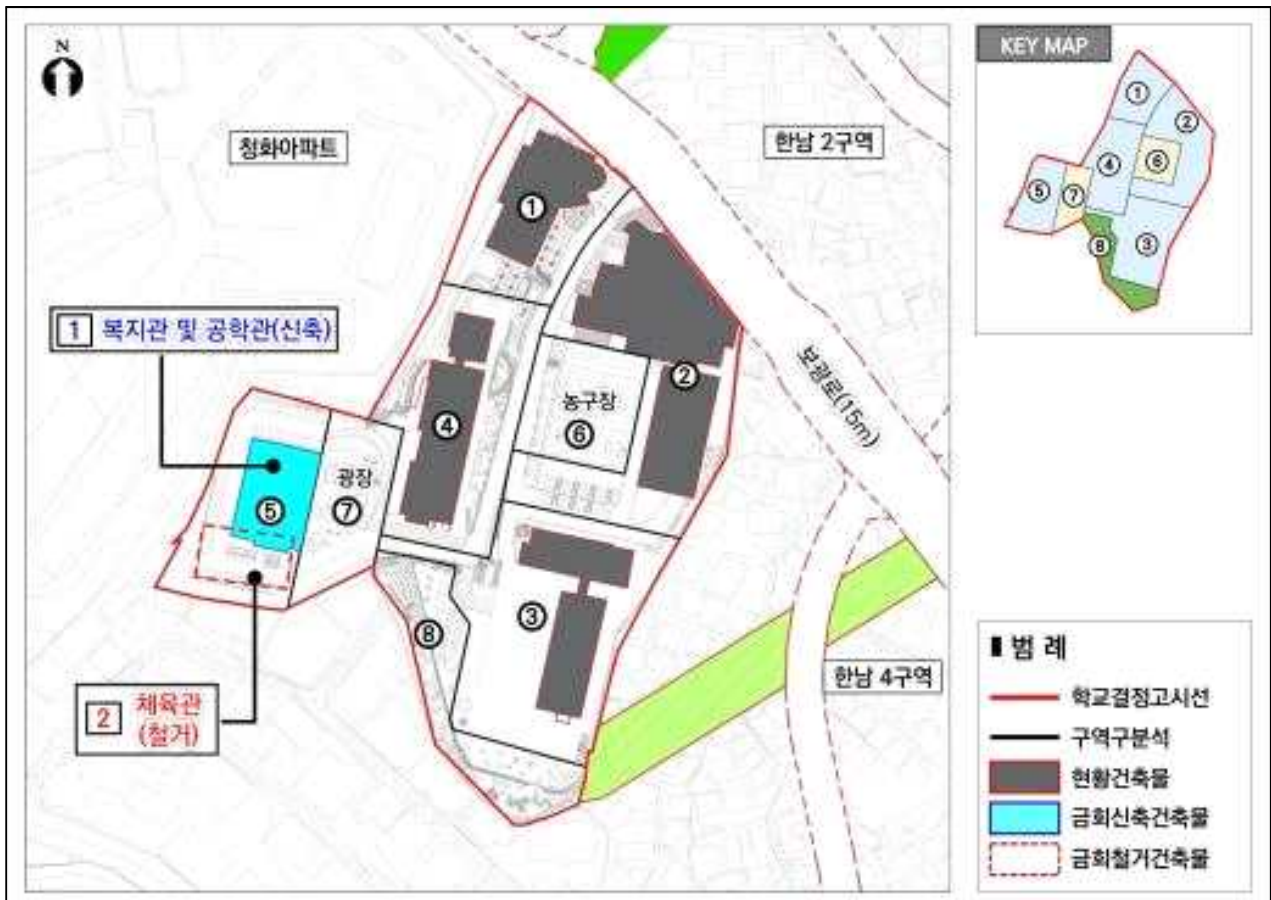 N
청화아파트
한남 2구역
①
1 복지관 및 공학관(신축)
②
보광로(15m)
농구장
⑥
④
광장
⑦
⑤
③
⑧
한남 4구역
2 체육관
(철거)
KEY MAP
①
②
④
⑥
⑤
⑦
③
⑧
범 례
학교결정고시선
구역구분석
현황건축물
금회신축건축물
금회철거건축물